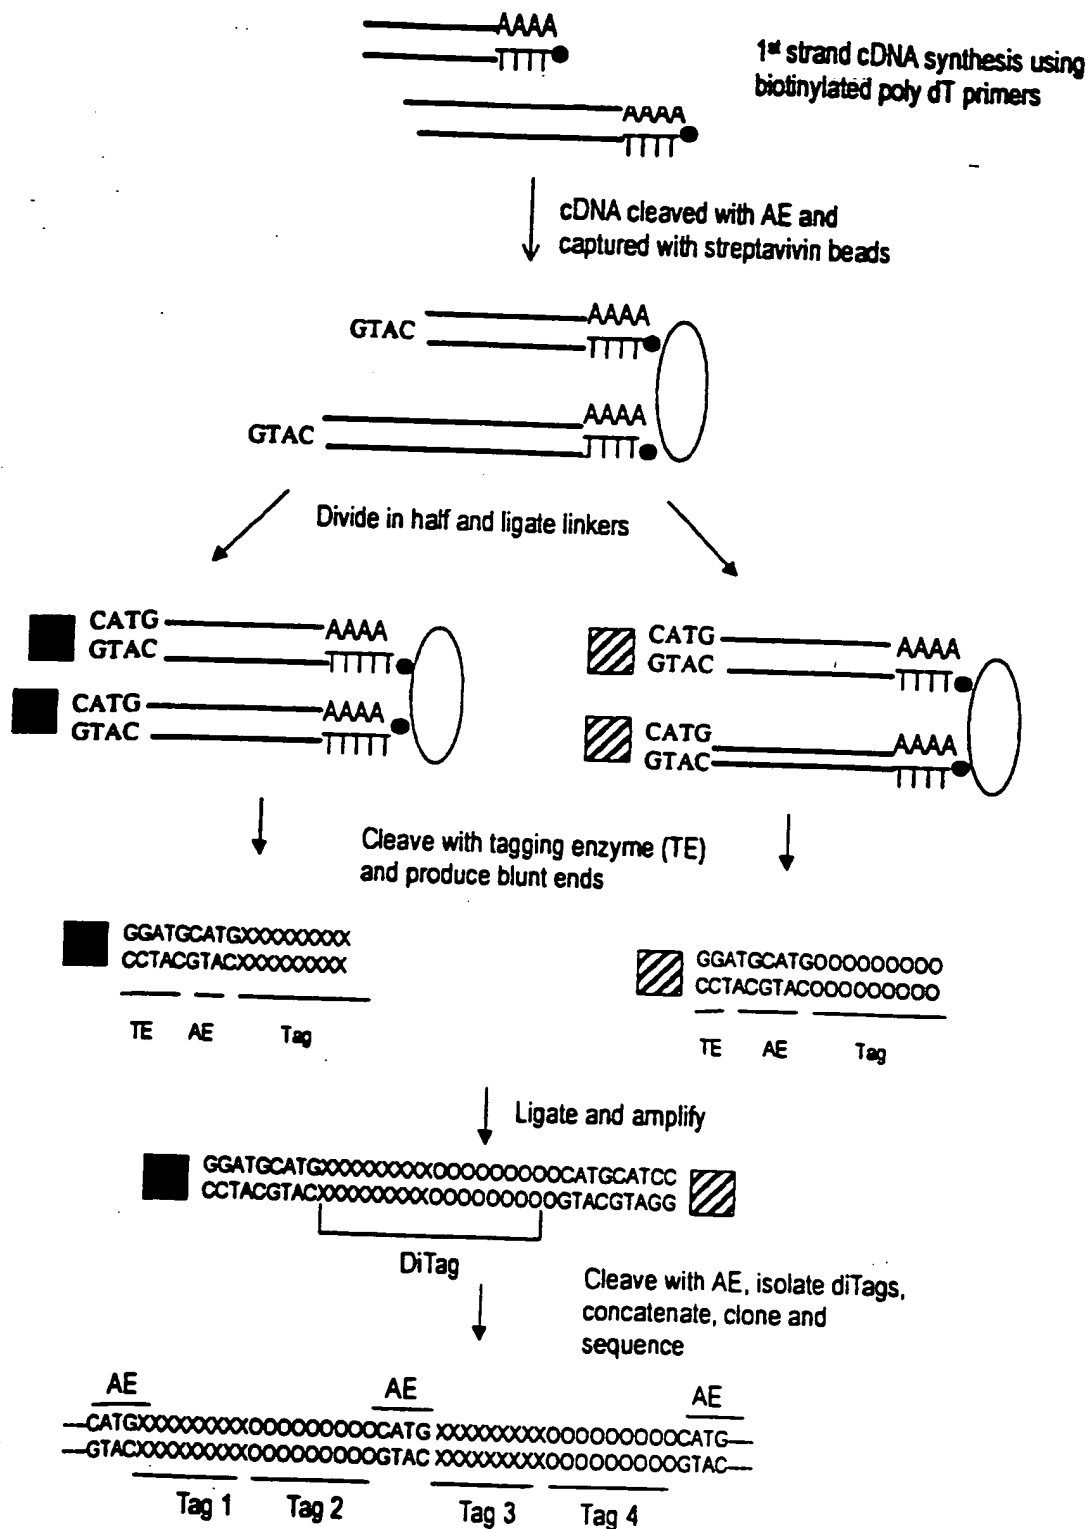 AAAA
TTTT
1st strand cDNA synthesis using
biotinylated poly dT primers
AAAA
TTTT
cDNA cleaved with AE and
captured with streptavivin beads
AAAA
GTAC
TTTT
AAAA
GTAC
TTTT
Divide in half and ligate linkers
CATG
AAAA
GTAC
TTTTT
CATG
AAAA
GTAC
TTTTT
CATG
AAAA
GTAC
TTTT
CATG
AAAA
GTAC
TTTT
Cleave with tagging enzyme (TE)
and produce blunt ends
GGATGCATGXXXXXXXXX
CCTACGTACXXXXXXXXX
TE AE Tag
GGATGCATGOOOOOOOOO
CCTACGTACOOOOOOOOO
TE AE Tag
Ligate and amplify
GGATGCATGXXXXXXXXXOOOOOOOOOCATGCATCC
CCTACGTACXXXXXXXXXOOOOOOOOOGTACGTAGG
DiTag
Cleave with AE, isolate diTags,
concatenate, clone and
sequence
AE AE AE
—CATGXXXXXXXXXOOOOOOOOOCATG XXXXXXXXXOOOOOOOOOCATG—
—GTACXXXXXXXXXOOOOOOOOOGTAC XXXXXXXXXOOOOOOOOOGTAC—
Tag 1 Tag 2 Tag 3 Tag 4